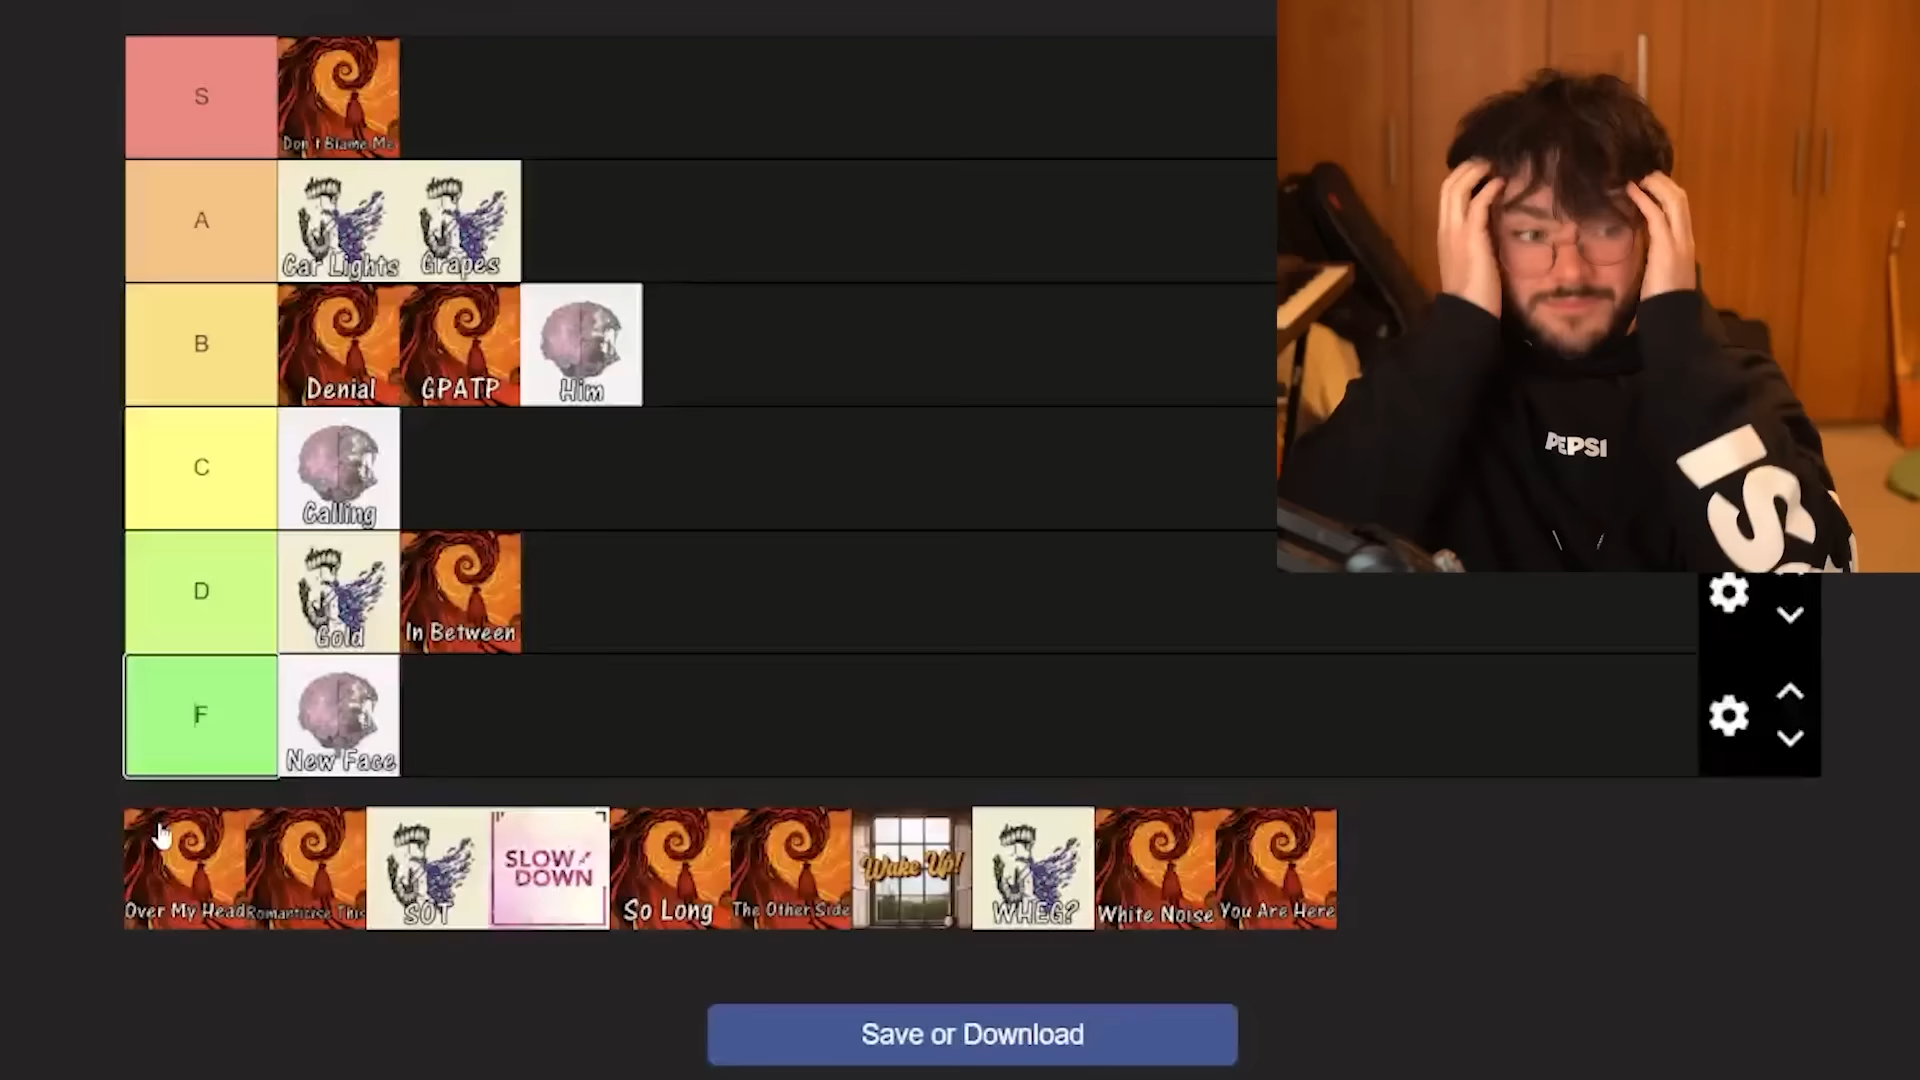 S
Don't Blame Me
A
Car Lights
Grapes
B
Denial
GPATP
Him
C
Calling
D
Gold
In Between
F
New Face
PEPSI
Over My Head
Romanticise This
SOT
SLOW
DOWN
So Long
The Other Side
Wake Up!
WHEG?
White Noise
You Are Here
Save or Download